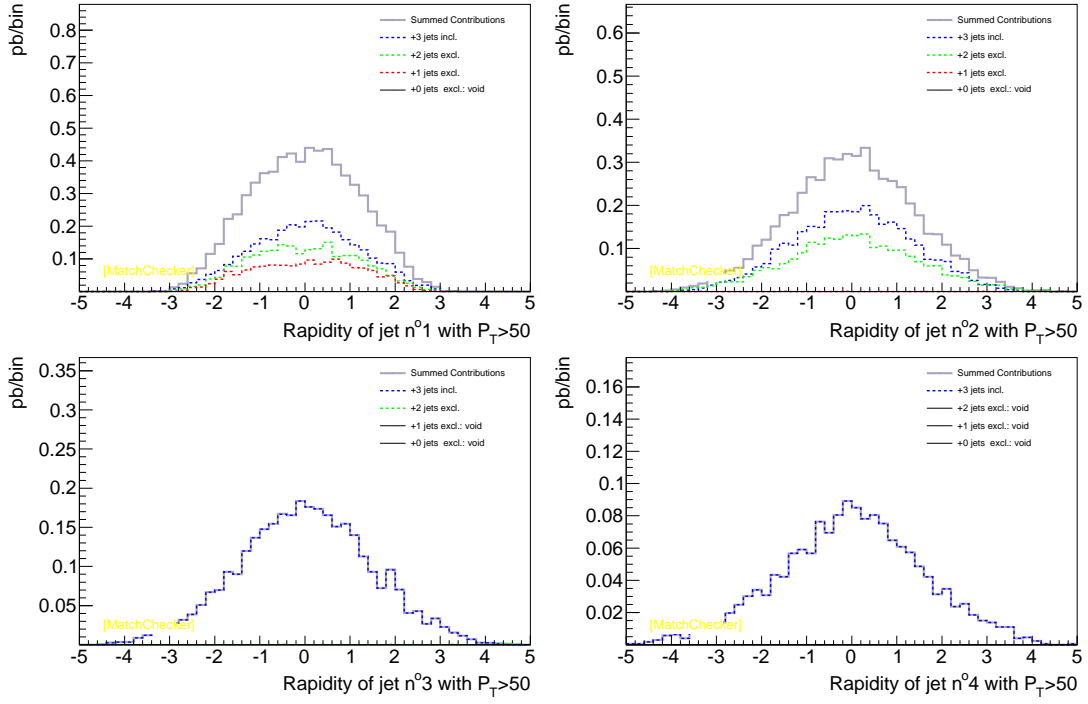 pb/bin
0.8
0.7
0.6
0.5
0.4
0.3
0.2
0.1
Summed Contributions
+3 jets incl.
+2 jets excl.
+1 jets excl.
+0 jets excl.: void
[MatchChecker]
-5 -4 -3 -2 -1 0 1 2 3 4 5
Rapidity of jet nº1 with P_T>50
pb/bin
0.6
0.5
0.4
0.3
0.2
0.1
Summed Contributions
+3 jets incl.
+2 jets excl.
+1 jets excl.
+0 jets excl.: void
[MatchChecker]
-5 -4 -3 -2 -1 0 1 2 3 4 5
Rapidity of jet nº2 with P_T>50
pb/bin
0.35
0.3
0.25
0.2
0.15
0.1
0.05
Summed Contributions
+3 jets incl.
+2 jets excl.
+1 jets excl.: void
+0 jets excl.: void
[MatchChecker]
-5 -4 -3 -2 -1 0 1 2 3 4 5
Rapidity of jet nº3 with P_T>50
pb/bin
0.16
0.14
0.12
0.1
0.08
0.06
0.04
0.02
Summed Contributions
+3 jets incl.
+2 jets excl.: void
+1 jets excl.: void
+0 jets excl.: void
[MatchChecker]
-5 -4 -3 -2 -1 0 1 2 3 4 5
Rapidity of jet nº4 with P_T>50